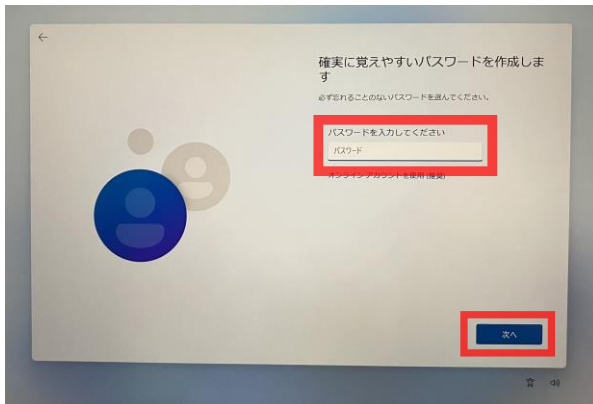 確実に覚えやすいパスワードを作成しま
す
必ず忘れることのないパスワードを選んでください。
パスワードを入力してください
パスワード
オンライン アカウントを使用 (推奨)
次へ